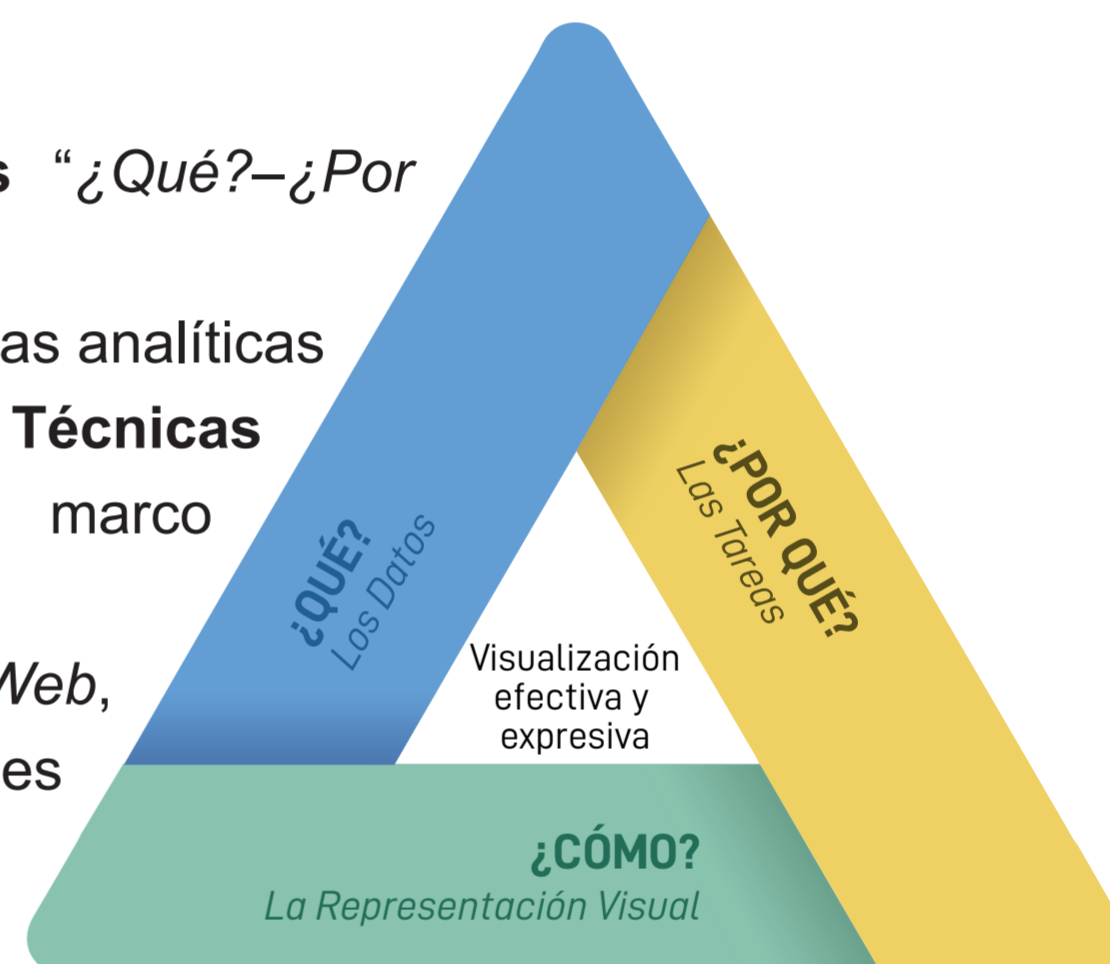 s “¿Qué?–¿Por
as analíticas
Técnicas
marco
Web,
es
¿QUÉ?
Los Datos
¿POR QUÉ?
Las Tareas
Visualización
efectiva y
expresiva
¿CÓMO?
La Representación Visual